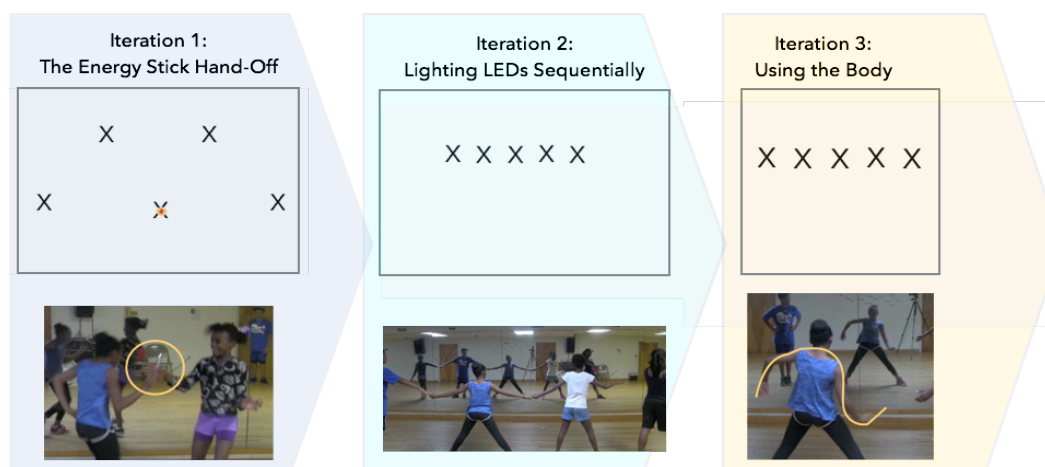 Iteration 1:
The Energy Stick Hand-Off
X X
X X X
Iteration 2:
Lighting LEDs Sequentially
X X X X X
Iteration 3:
Using the Body
X X X X X